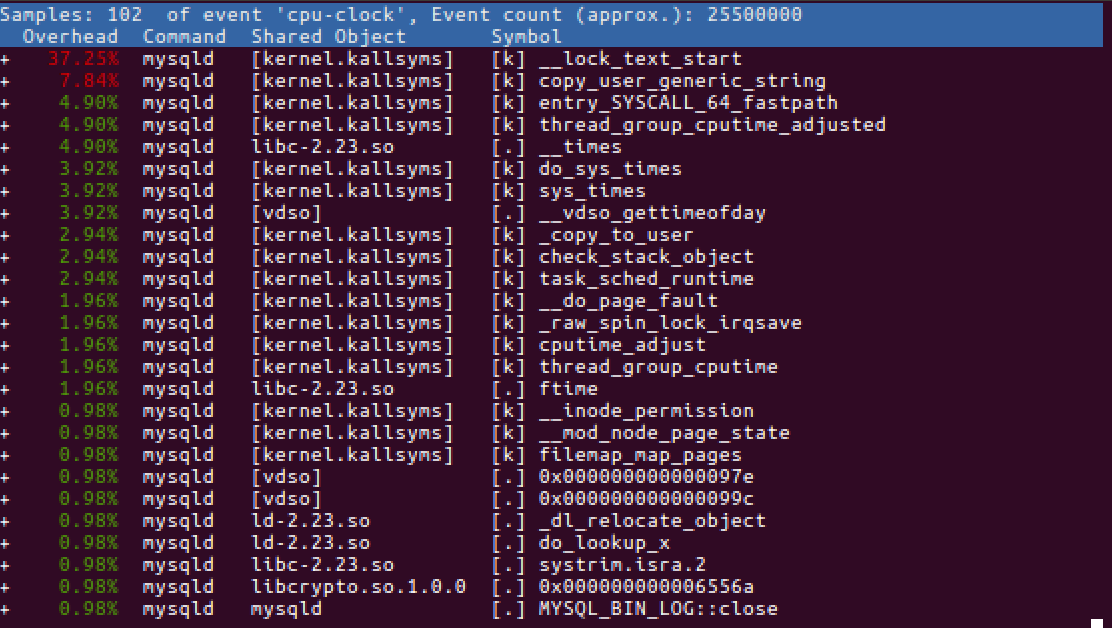 Samples: 102  of event 'cpu-clock', Event count (approx.): 25500000
  Overhead  Command  Shared Object       Symbol
+   37.25%  mysqld   [kernel.kallsyms]   [k] __lock_text_start
+    7.84%  mysqld   [kernel.kallsyms]   [k] copy_user_generic_string
+    4.90%  mysqld   [kernel.kallsyms]   [k] entry_SYSCALL_64_fastpath
+    4.90%  mysqld   [kernel.kallsyms]   [k] thread_group_cputime_adjusted
+    4.90%  mysqld   libc-2.23.so        [.] __times
+    3.92%  mysqld   [kernel.kallsyms]   [k] do_sys_times
+    3.92%  mysqld   [kernel.kallsyms]   [k] sys_times
+    3.92%  mysqld   [vdso]              [.] __vdso_gettimeofday
+    2.94%  mysqld   [kernel.kallsyms]   [k] _copy_to_user
+    2.94%  mysqld   [kernel.kallsyms]   [k] check_stack_object
+    2.94%  mysqld   [kernel.kallsyms]   [k] task_sched_runtime
+    1.96%  mysqld   [kernel.kallsyms]   [k] __do_page_fault
+    1.96%  mysqld   [kernel.kallsyms]   [k] _raw_spin_lock_irqsave
+    1.96%  mysqld   [kernel.kallsyms]   [k] cputime_adjust
+    1.96%  mysqld   [kernel.kallsyms]   [k] thread_group_cputime
+    1.96%  mysqld   libc-2.23.so        [.] ftime
+    0.98%  mysqld   [kernel.kallsyms]   [k] __inode_permission
+    0.98%  mysqld   [kernel.kallsyms]   [k] __mod_node_page_state
+    0.98%  mysqld   [kernel.kallsyms]   [k] filemap_map_pages
+    0.98%  mysqld   [vdso]              [.] 0x000000000000097e
+    0.98%  mysqld   [vdso]              [.] 0x000000000000099c
+    0.98%  mysqld   ld-2.23.so          [.] _dl_relocate_object
+    0.98%  mysqld   ld-2.23.so          [.] do_lookup_x
+    0.98%  mysqld   libc-2.23.so        [.] systrim.isra.2
+    0.98%  mysqld   libcrypto.so.1.0.0  [.] 0x000000000006556a
+    0.98%  mysqld   mysqld              [.] MYSQL_BIN_LOG::close